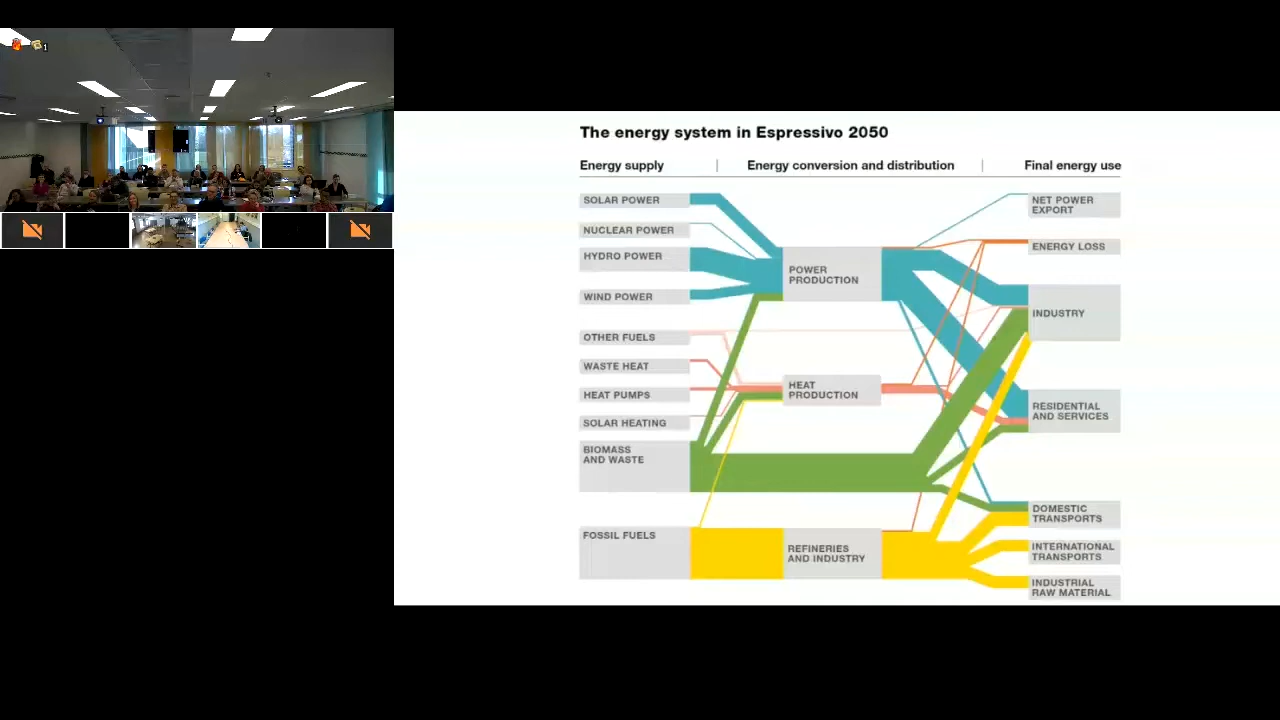 1
The energy system in Espressivo 2050
Energy supply | Energy conversion and distribution | Final energy use
SOLAR POWER
NUCLEAR POWER
HYDRO POWER
WIND POWER
OTHER FUELS
WASTE HEAT
HEAT PUMPS
SOLAR HEATING
BIOMASS
AND WASTE
FOSSIL FUELS
POWER
PRODUCTION
HEAT
PRODUCTION
REFINERIES
AND INDUSTRY
NET POWER
EXPORT
ENERGY LOSS
INDUSTRY
RESIDENTIAL
AND SERVICES
DOMESTIC
TRANSPORTS
INTERNATIONAL
TRANSPORTS
INDUSTRIAL
RAW MATERIAL